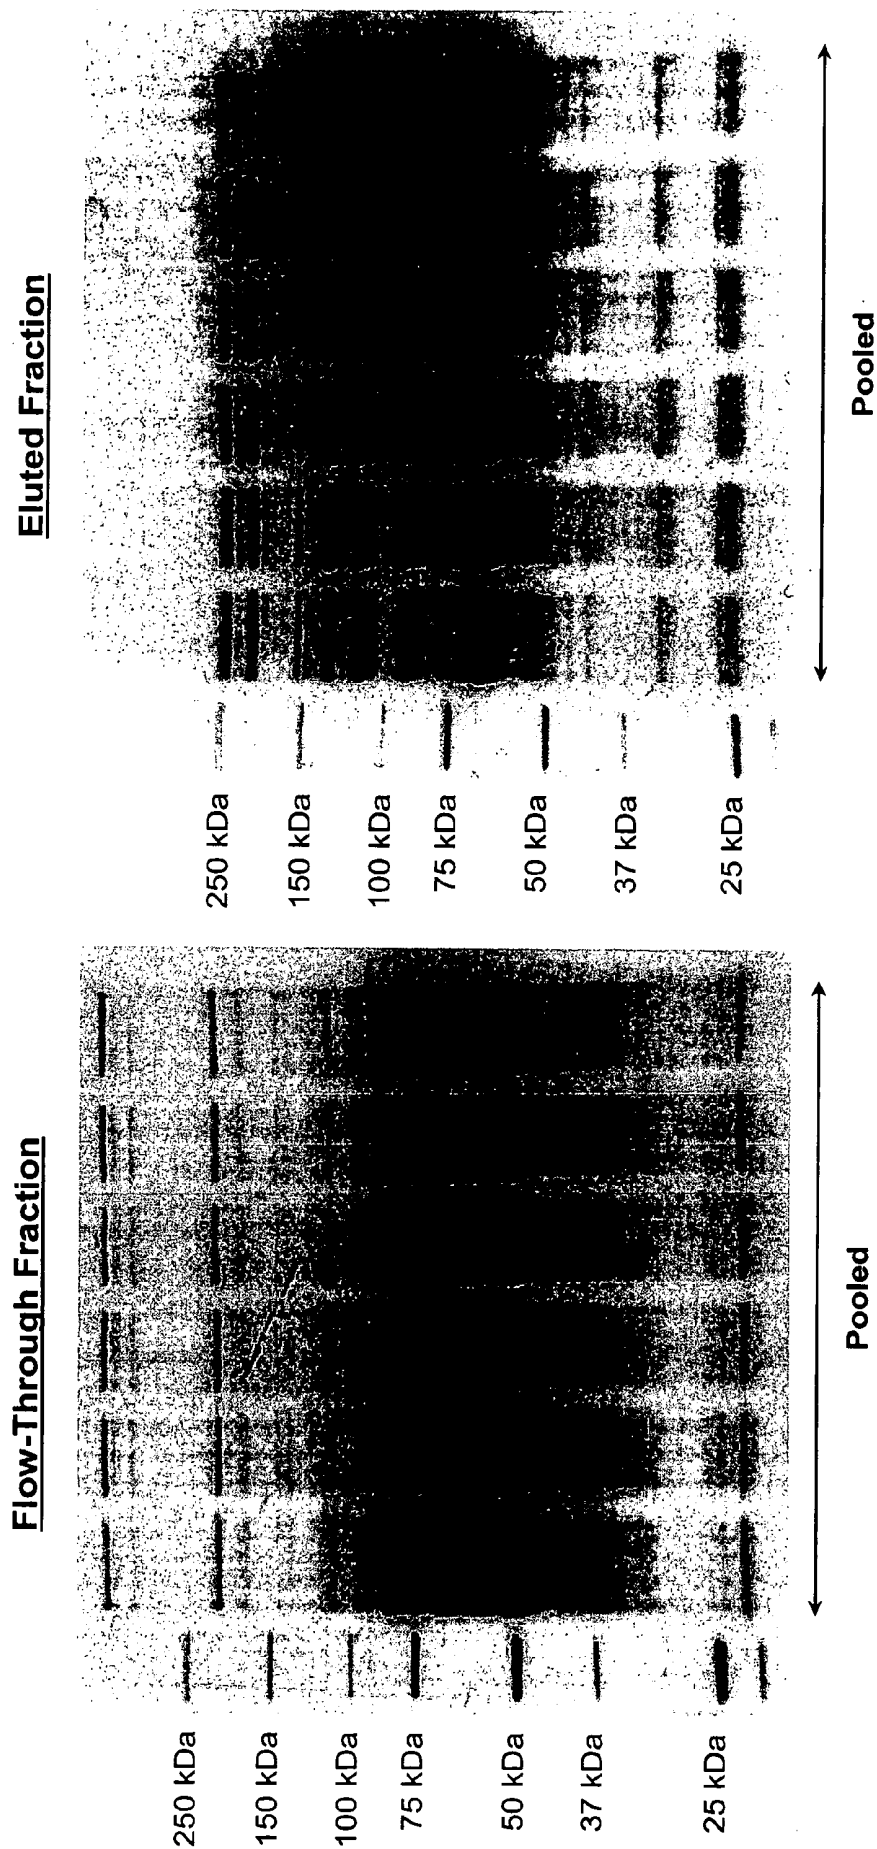 Flow-Through Fraction
250 kDa
150 kDa
100 kDa
75 kDa
50 kDa
37 kDa
25 kDa
Pooled
Eluted Fraction
250 kDa
150 kDa
100 kDa
75 kDa
50 kDa
37 kDa
25 kDa
Pooled